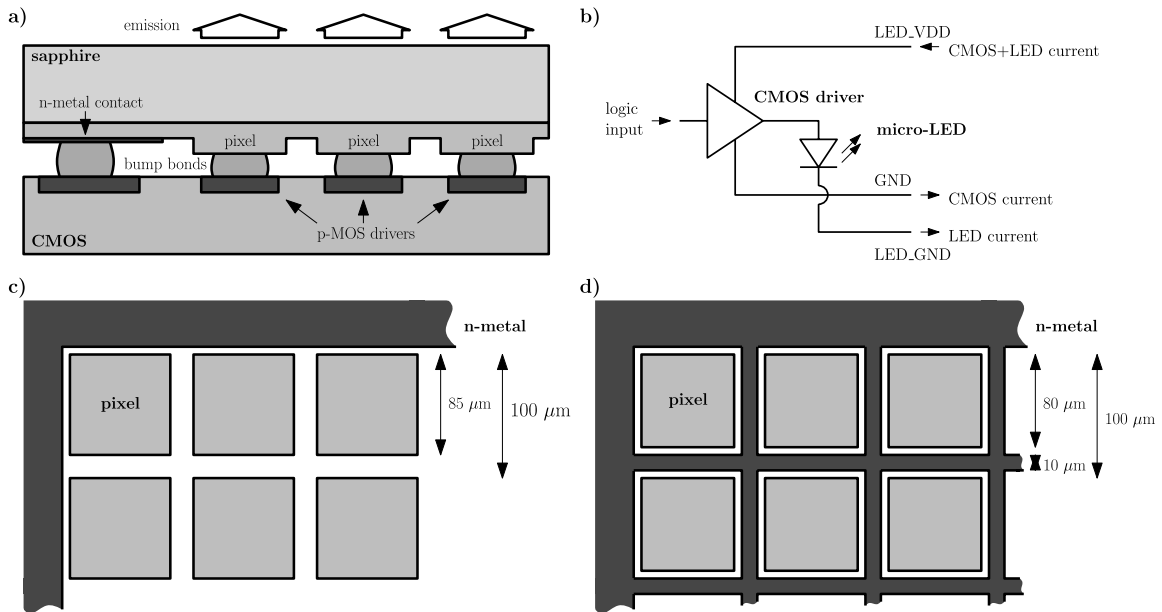 a)
emission
sapphire
n-metal contact
pixel
pixel
pixel
bump bonds
p-MOS drivers
CMOS
b)
LED_VDD
CMOS+LED current
CMOS driver
logic
input
micro-LED
GND
CMOS current
LED current
LED_GND
c)
n-metal
pixel
85 μm
100 μm
d)
n-metal
pixel
80 μm
100 μm
10 μm